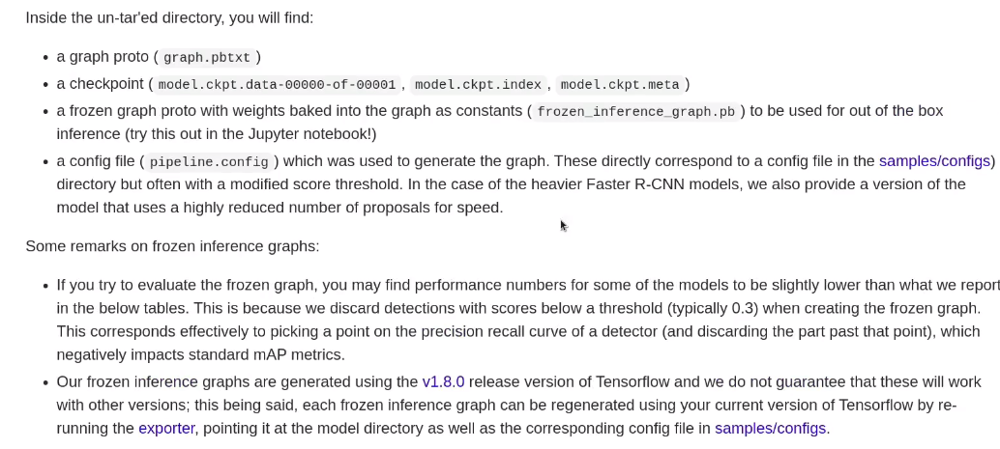 Inside the un-tar'ed directory, you will find:
• a graph proto ( graph.pbtxt )
• a checkpoint ( model.ckpt.data-00000-of-00001 , model.ckpt.index , model.ckpt.meta )
• a frozen graph proto with weights baked into the graph as constants ( frozen_inference_graph.pb ) to be used for out of the box
inference (try this out in the Jupyter notebook!)
• a config file ( pipeline.config ) which was used to generate the graph. These directly correspond to a config file in the samples/configs)
directory but often with a modified score threshold. In the case of the heavier Faster R-CNN models, we also provide a version of the
model that uses a highly reduced number of proposals for speed.
Some remarks on frozen inference graphs:
• If you try to evaluate the frozen graph, you may find performance numbers for some of the models to be slightly lower than what we report
in the below tables. This is because we discard detections with scores below a threshold (typically 0.3) when creating the frozen graph.
This corresponds effectively to picking a point on the precision recall curve of a detector (and discarding the part past that point), which
negatively impacts standard mAP metrics.
• Our frozen inference graphs are generated using the v1.8.0 release version of Tensorflow and we do not guarantee that these will work
with other versions; this being said, each frozen inference graph can be regenerated using your current version of Tensorflow by re-
running the exporter, pointing it at the model directory as well as the corresponding config file in samples/configs.